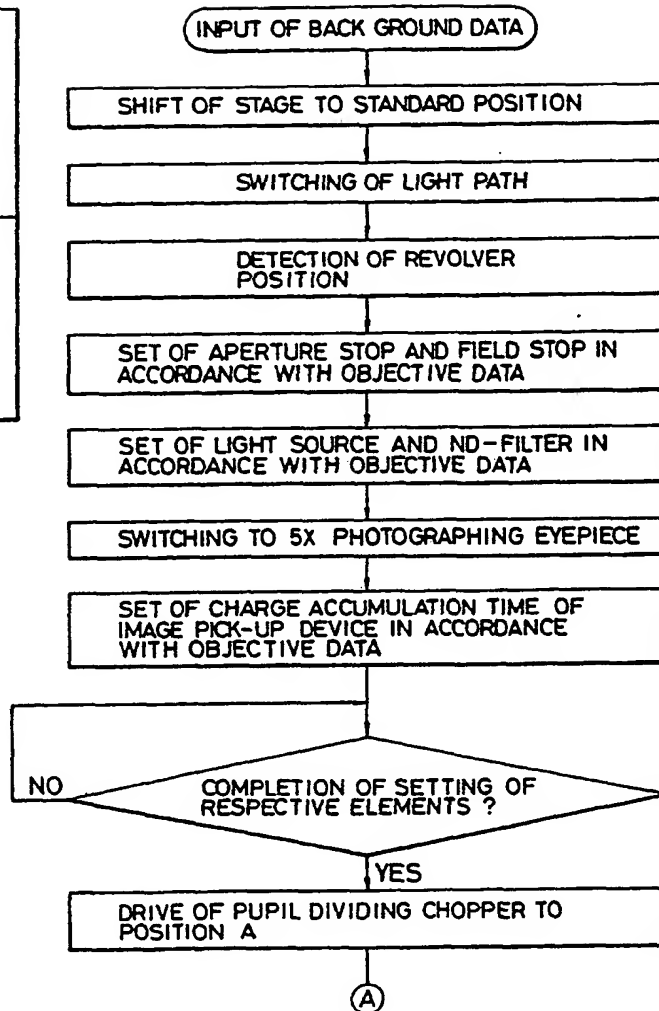 INPUT OF BACK GROUND DATA
SHIFT OF STAGE TO STANDARD POSITION
SWITCHING OF LIGHT PATH
DETECTION OF REVOLVER
POSITION
SET OF APERTURE STOP AND FIELD STOP IN
ACCORDANCE WITH OBJECTIVE DATA
SET OF LIGHT SOURCE AND ND-FILTER IN
ACCORDANCE WITH OBJECTIVE DATA
SWITCHING TO 5X PHOTOGRAPHING EYEPIECE
SET OF CHARGE ACCUMULATION TIME OF
IMAGE PICK-UP DEVICE IN ACCORDANCE
WITH OBJECTIVE DATA
NO
COMPLETION OF SETTING OF
RESPECTIVE ELEMENTS ?
YES
DRIVE OF PUPIL DIVIDING CHOPPER TO
POSITION A
A